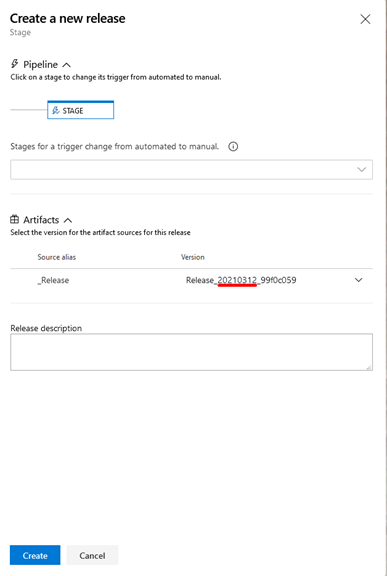 Create a new release
Stage
Pipeline
Click on a stage to change its trigger from automated to manual.
STAGE
Stages for a trigger change from automated to manual.
Artifacts
Select the version for the artifact sources for this release
Source alias Version
_Release Release_20210312_99f0c059
Release description
Create Cancel